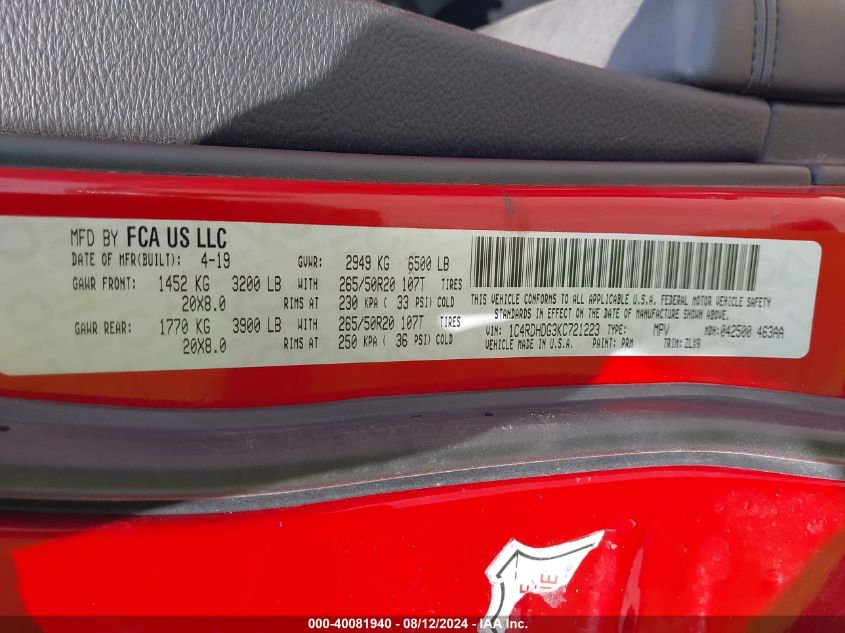 MFD BY FCA US LLC
DATE OF MFR(BUILT): 4-19 GVWR: 2949 KG 6500 LB
GAWR FRONT: 1452 KG 3200 LB WITH 265/50R20 107T TIRES
20X8.0 RIMS AT 230 KPA ( 33 PSI) COLD
GAWR REAR: 1770 KG 3900 LB WITH 265/50R20 107T TIRES
20X8.0 RIMS AT 250 KPA ( 36 PSI) COLD
THIS VEHICLE CONFORMS TO ALL APPLICABLE U.S.A. FEDERAL MOTOR VEHICLE SAFETY
STANDARDS IN EFFECT ON THE DATE OF MANUFACTURE SHOWN ABOVE.
VIN: 1C4RDHDG3KC721223 TYPE: MPV MDH: 042500 463AA
VEHICLE MADE IN U.S.A. PAINT: PRM TRIM: ZLX9
000-40081940 - 08/12/2024 - IAA Inc.